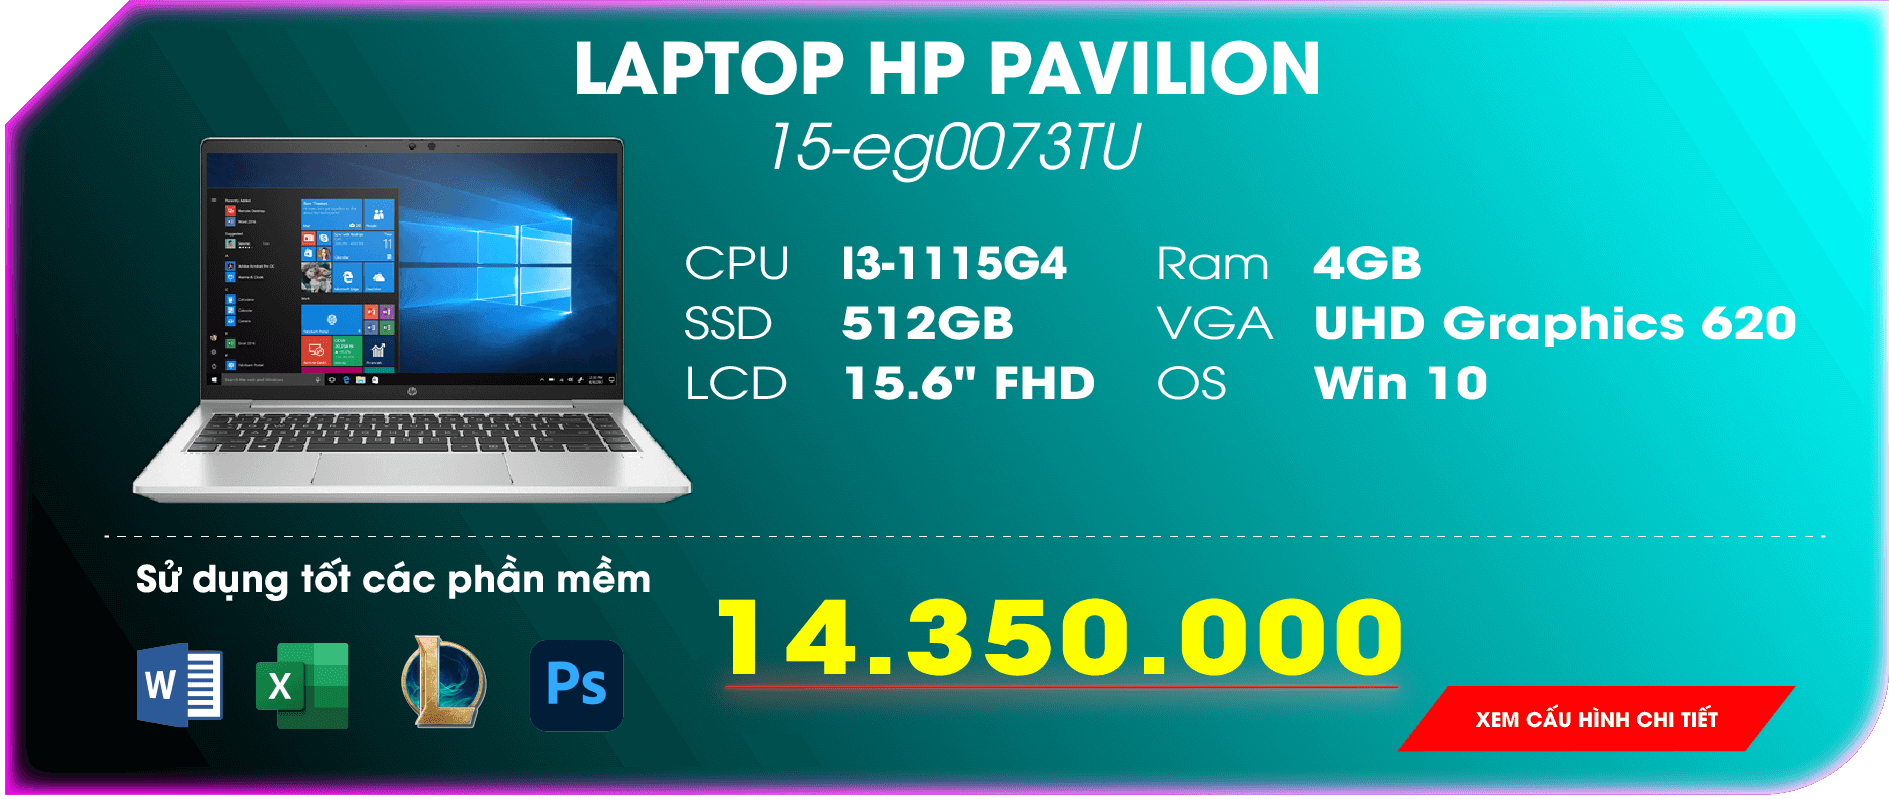 LAPTOP HP PAVILION
15-eg0073TU
CPU I3-1115G4 Ram 4GB
SSD 512GB VGA UHD Graphics 620
LCD 15.6" FHD OS Win 10
Sử dụng tốt các phần mềm
14.350.000
W X L Ps
XEM CẤU HÌNH CHI TIẾT